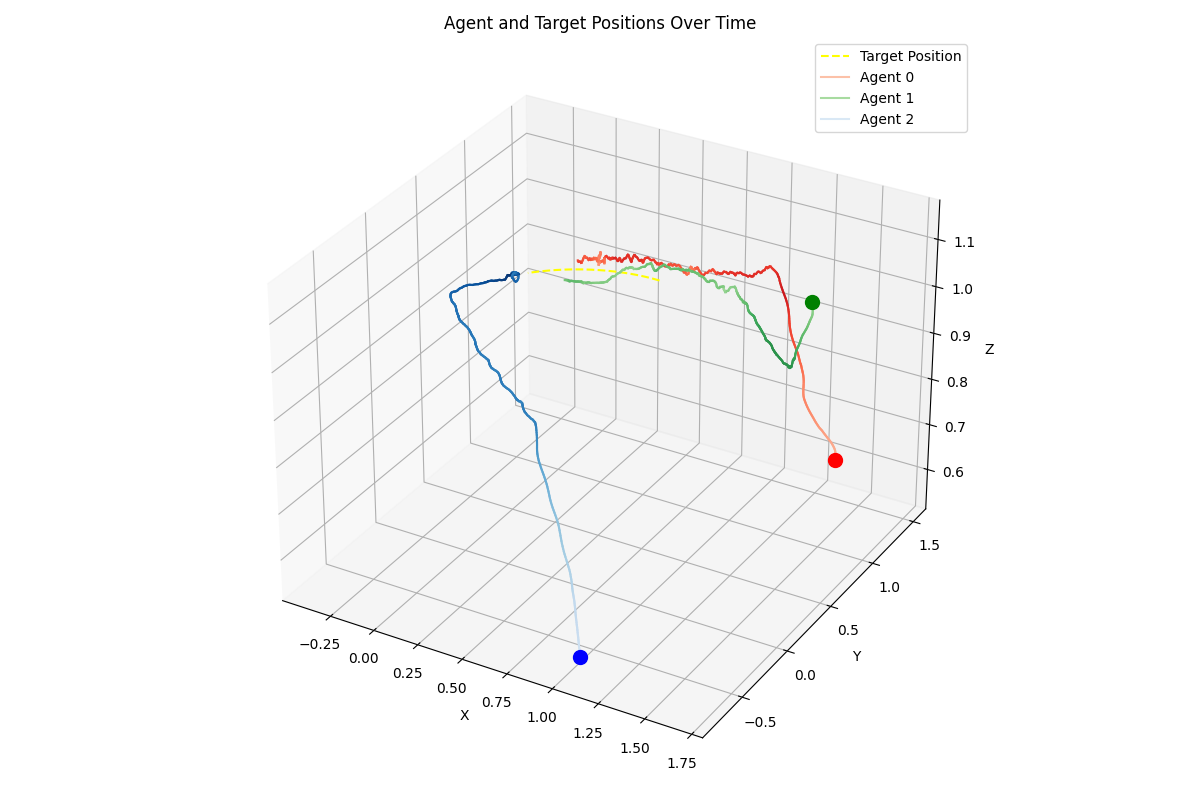 Agent and Target Positions Over Time
Target Position
Agent 0
Agent 1
Agent 2
1.1
1.0
0.9
0.8
0.7
0.6
Z
1.5
1.0
0.5
0.0
−0.5
Y
−0.25
0.00
0.25
0.50
0.75
1.00
1.25
1.50
1.75
X